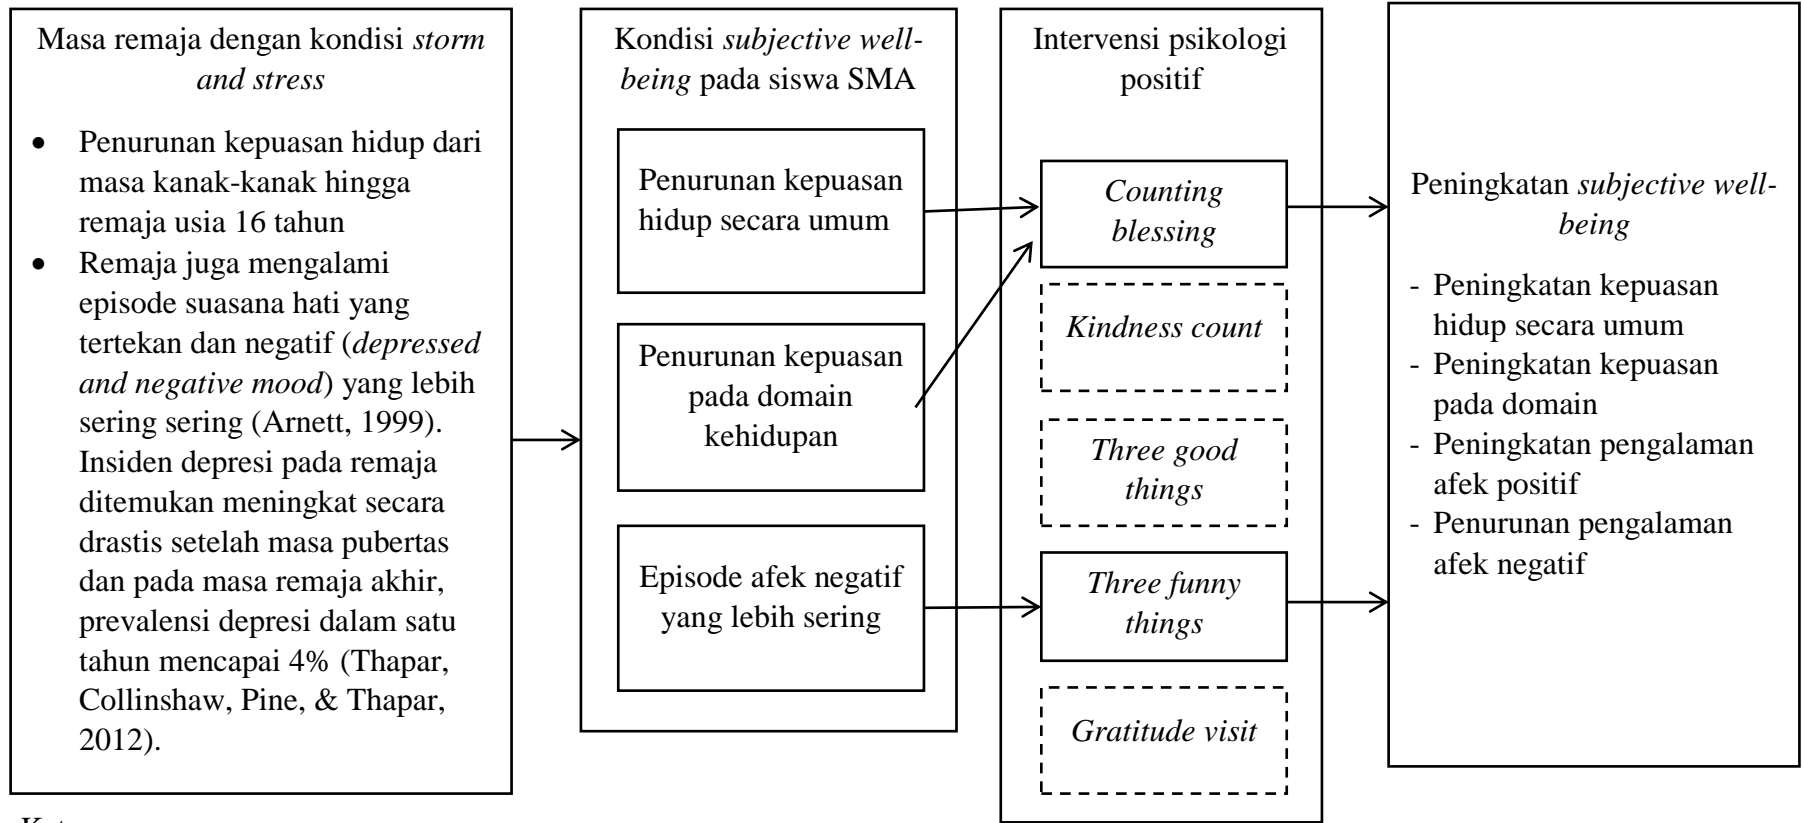 Masa remaja dengan kondisi storm
and stress
• Penurunan kepuasan hidup dari
masa kanak-kanak hingga
remaja usia 16 tahun
• Remaja juga mengalami
episode suasana hati yang
tertekan dan negatif (depressed
and negative mood) yang lebih
sering sering (Arnett, 1999).
Insiden depresi pada remaja
ditemukan meningkat secara
drastis setelah masa pubertas
dan pada masa remaja akhir,
prevalensi depresi dalam satu
tahun mencapai 4% (Thapar,
Collinshaw, Pine, & Thapar,
2012).
Kondisi subjective well-
being pada siswa SMA
Penurunan kepuasan
hidup secara umum
Penurunan kepuasan
pada domain
kehidupan
Episode afek negatif
yang lebih sering
Intervensi psikologi
positif
Counting
blessing
Kindness count
Three good
things
Three funny
things
Gratitude visit
Peningkatan subjective well-
being
- Peningkatan kepuasan
hidup secara umum
- Peningkatan kepuasan
pada domain
- Peningkatan pengalaman
afek positif
- Penurunan pengalaman
afek negatif